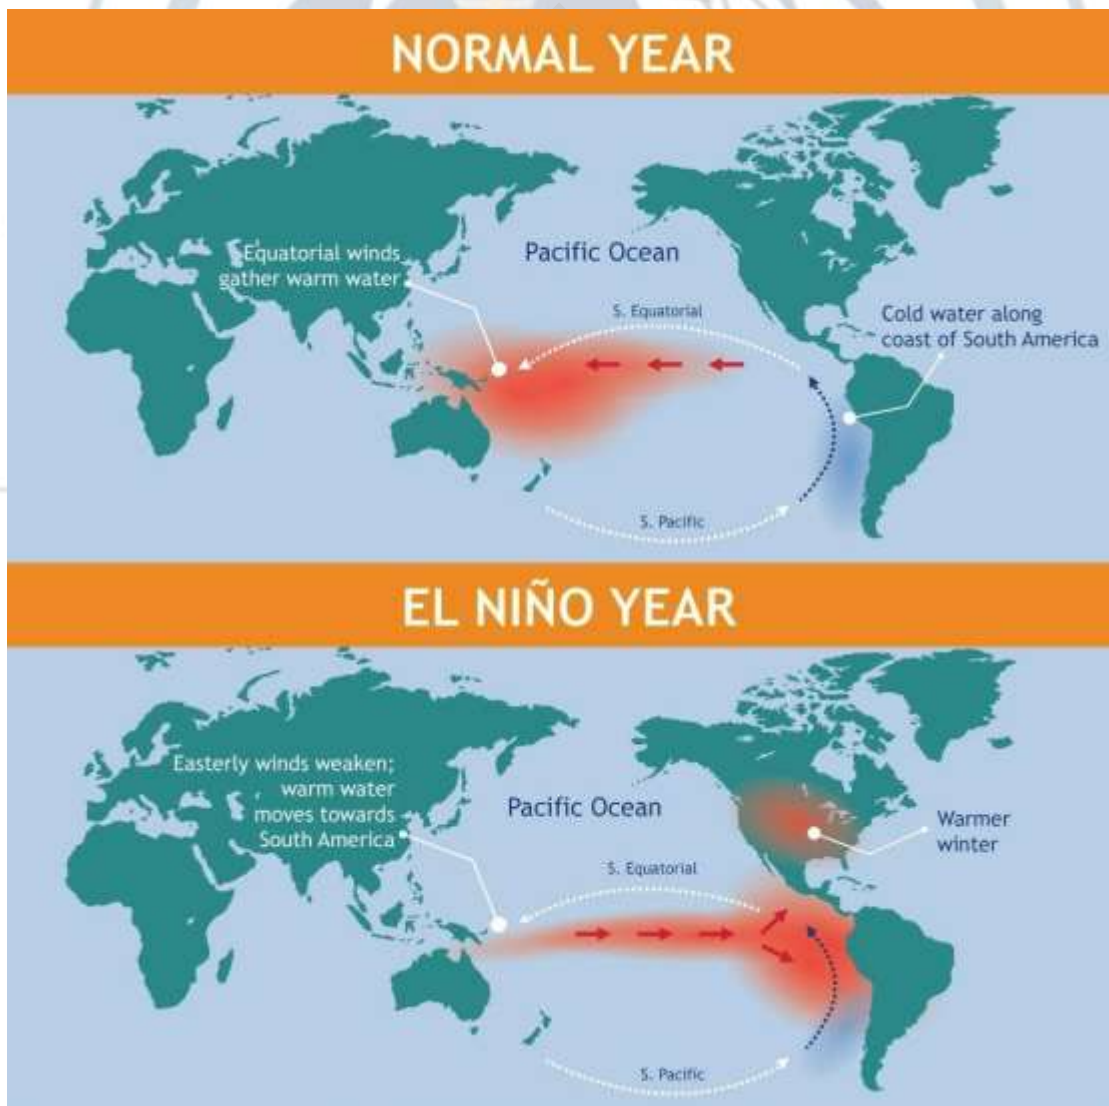 NORMAL YEAR
Equatorial winds
gather warm water
Pacific Ocean
S. Equatorial
Cold water along
coast of South America
S. Pacific
EL NIÑO YEAR
Easterly winds weaken;
warm water
moves towards
South America
Pacific Ocean
Warmer
winter
S. Equatorial
S. Pacific